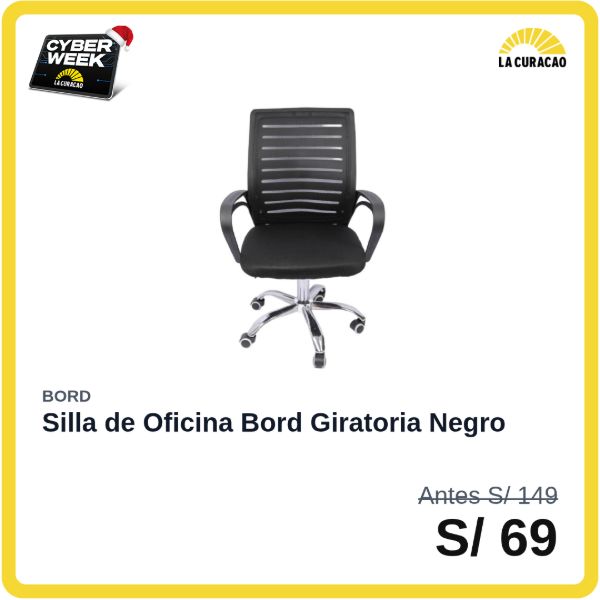 CYBER
WEEK
LA CURACAO
LA CURACAO
BORD
Silla de Oficina Bord Giratoria Negro
Antes S/ 149
S/ 69